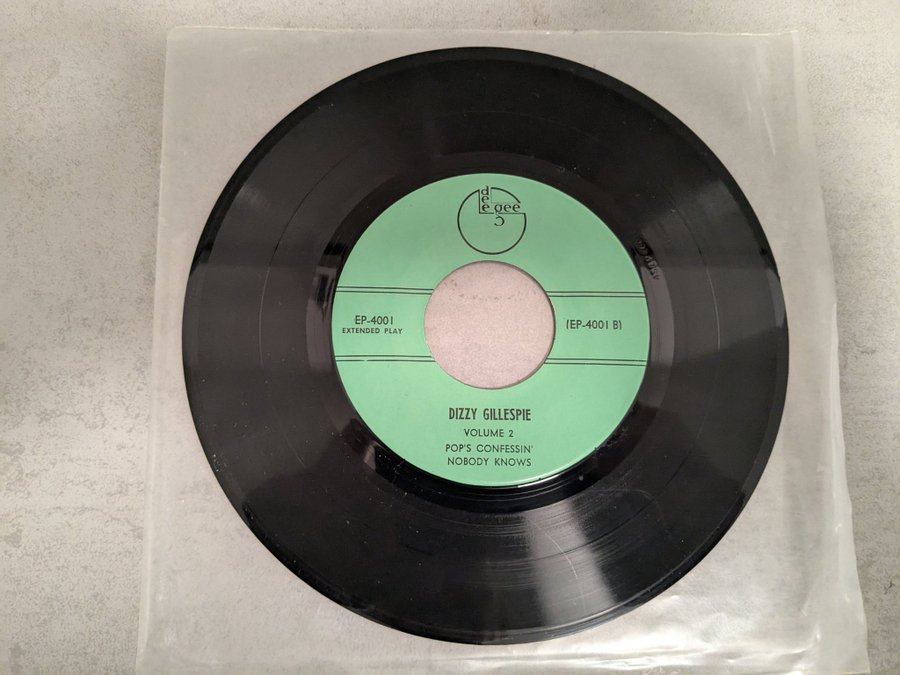 dee gee
EP-4001
EXTENDED PLAY
(EP-4001 B)
DIZZY GILLESPIE
VOLUME 2
POP'S CONFESSIN'
NOBODY KNOWS